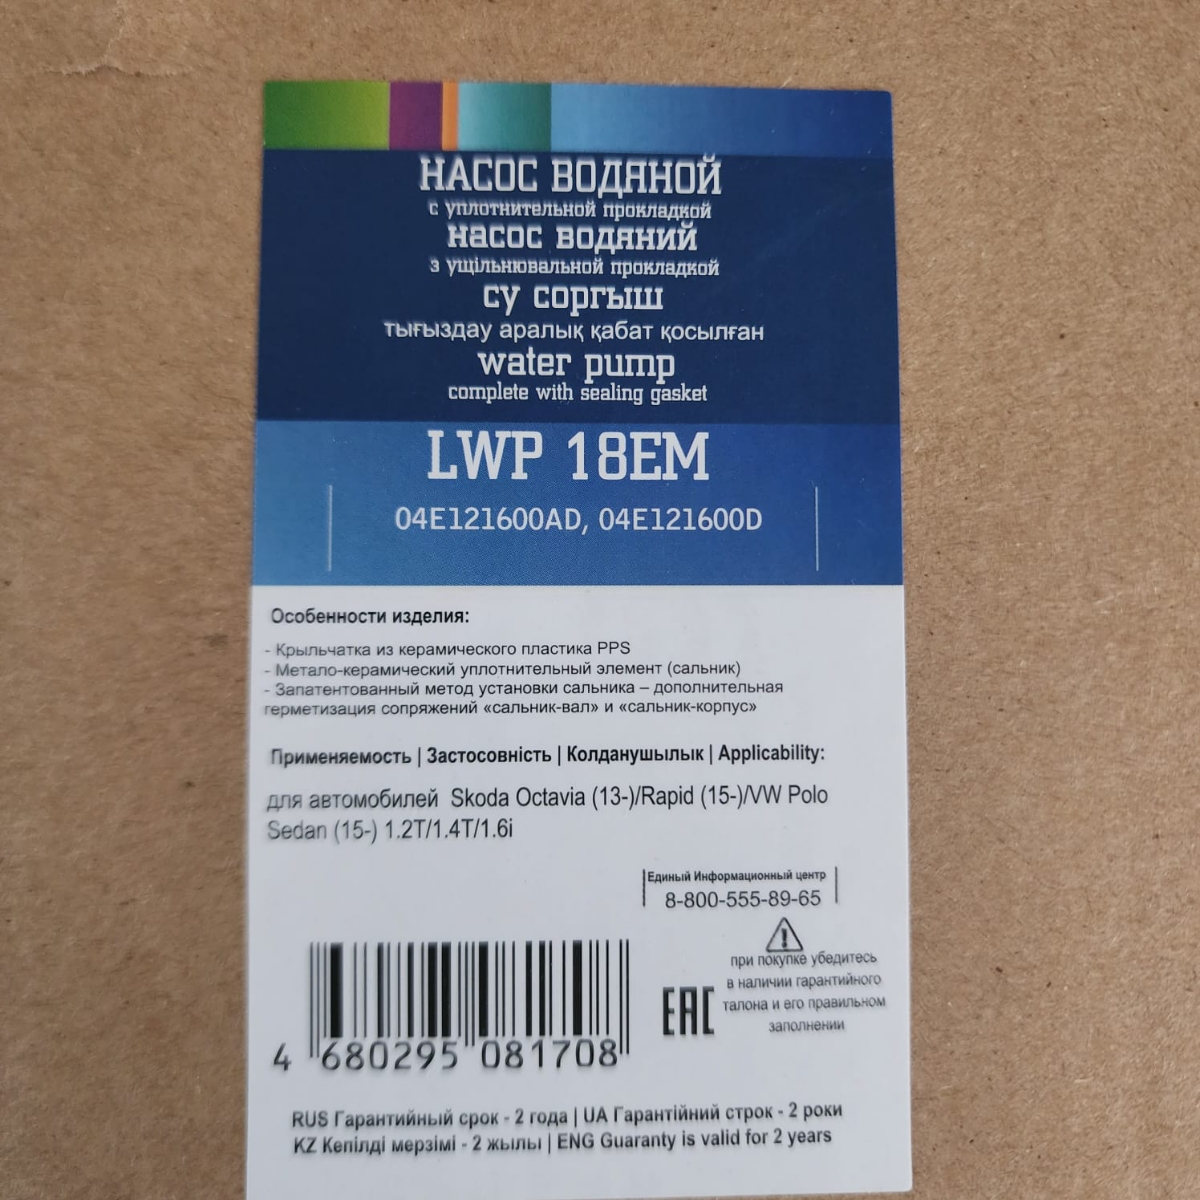 НАСОС ВОДЯНОЙ
с уплотнительной прокладкой
насос водяний
з ущільнювальной прокладкой
су соргыш
тығыздау аралық қабат қосылған
water pump
complete with sealing gasket
LWP 18EM
04E121600AD, 04E121600D
Особенности изделия:
- Крыльчатка из керамического пластика PPS
- Метало-керамический уплотнительный элемент (сальник)
- Запатентованный метод установки сальника – дополнительная
герметизация сопряжений «сальник-вал» и «сальник-корпус»
Применяемость | Застосовність | Колданушылык | Applicability:
для автомобилей Skoda Octavia (13-)/Rapid (15-)/VW Polo
Sedan (15-) 1.2T/1.4T/1.6i
Единый Информационный центр
8-800-555-89-65
при покупке убедитесь
в наличии гарантийного
талона и его правильном
заполнении
EAC
4 680295 081708
RUS Гарантийный срок - 2 года | UA Гарантійний строк - 2 роки
KZ Кепілді мерзімі - 2 жылы | ENG Guaranty is valid for 2 years